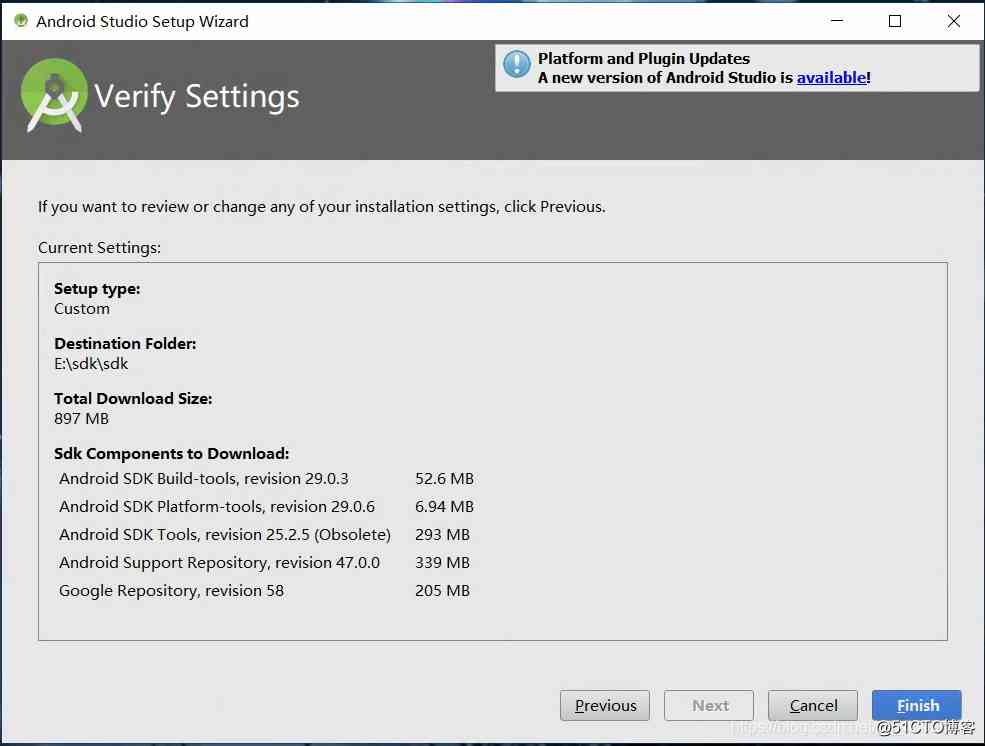 Android Studio Setup Wizard
Platform and Plugin Updates
A new version of Android Studio is available!
Verify Settings
If you want to review or change any of your installation settings, click Previous.
Current Settings:
Setup type:
Custom
Destination Folder:
E:\sdk\sdk
Total Download Size:
897 MB
Sdk Components to Download:
Android SDK Build-tools, revision 29.0.3 52.6 MB
Android SDK Platform-tools, revision 29.0.6 6.94 MB
Android SDK Tools, revision 25.2.5 (Obsolete) 293 MB
Android Support Repository, revision 47.0.0 339 MB
Google Repository, revision 58 205 MB
Previous Next Cancel Finish
@51CTO博客